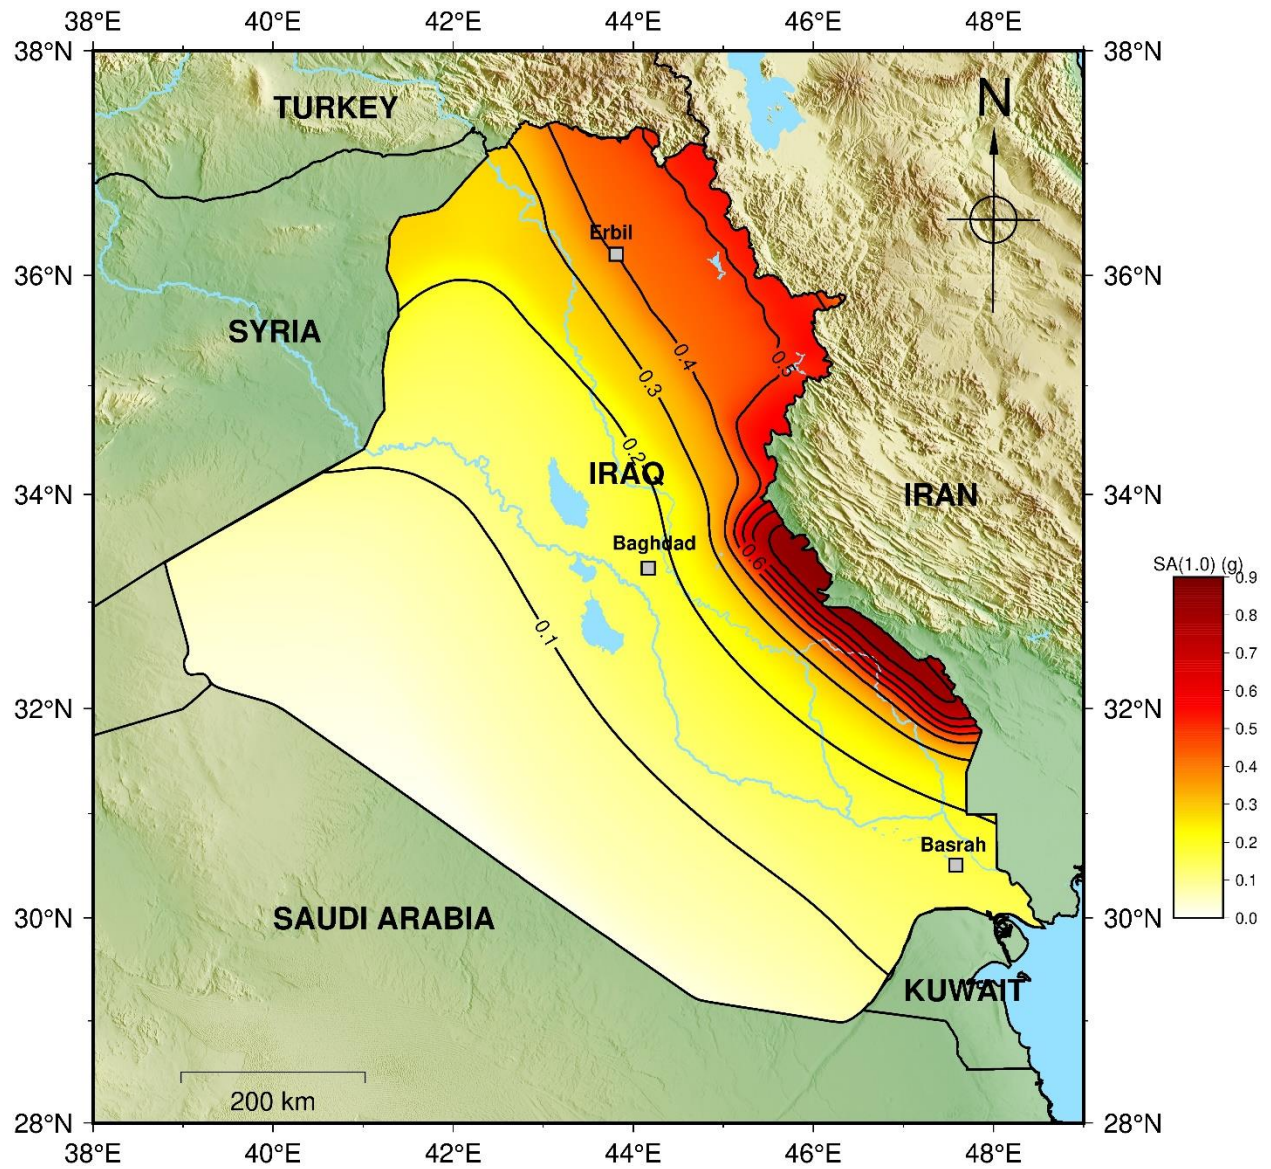 38°E 40°E 42°E 44°E 46°E 48°E
38°N 38°N
TURKEY
N
Erbil
36°N 36°N
SYRIA
0.4
0.5
0.3
0.2
IRAQ
34°N 34°N
IRAN
Baghdad
0.6
SA(1.0) (g)
0.9
0.8
0.7
0.6
0.5
0.4
0.3
0.2
0.1
0.0
0.1
32°N 32°N
Basrah
30°N 30°N
SAUDI ARABIA
KUWAIT
200 km
28°N 28°N
38°E 40°E 42°E 44°E 46°E 48°E